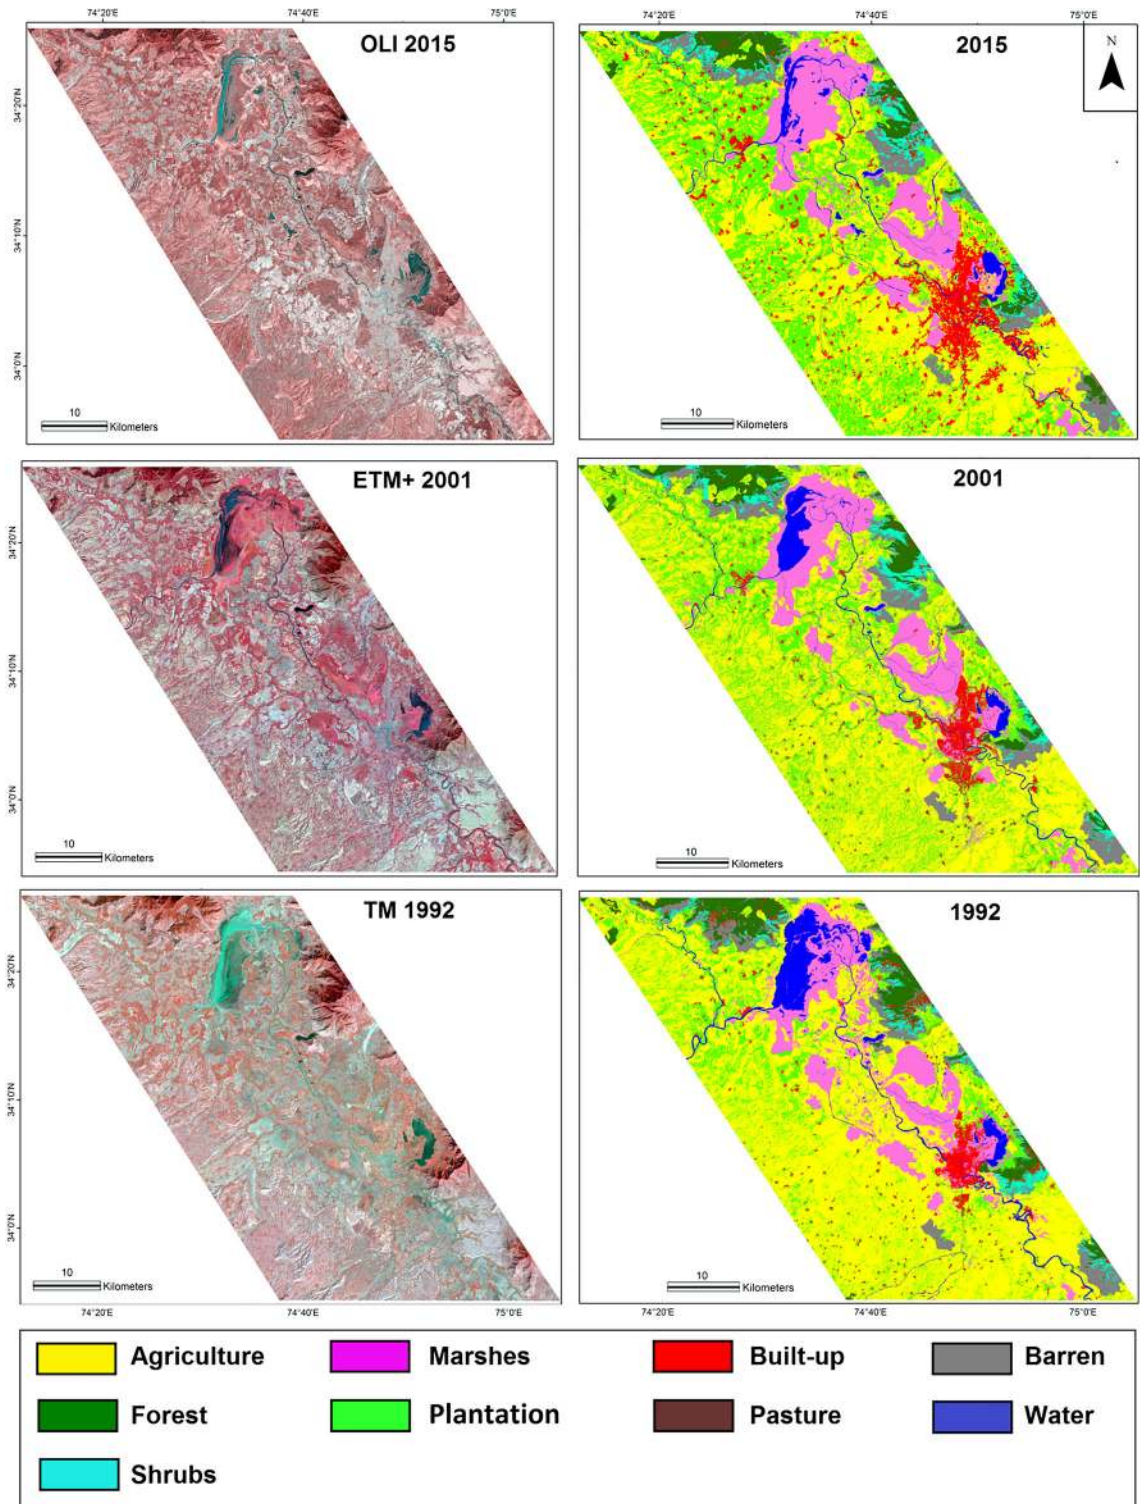 74°20'E 74°40'E 75°0'E 74°20'E 74°40'E 75°0'E
OLI 2015
34°20'N
34°10'N
34°0'N
10
Kilometers
2015
N
10
Kilometers
ETM+ 2001
34°20'N
34°10'N
34°0'N
10
Kilometers
2001
10
Kilometers
TM 1992
34°20'N
34°10'N
34°0'N
10
Kilometers
1992
10
Kilometers
74°20'E 74°40'E 75°0'E 74°20'E 74°40'E 75°0'E
Agriculture Marshes Built-up Barren
Forest Plantation Pasture Water
Shrubs